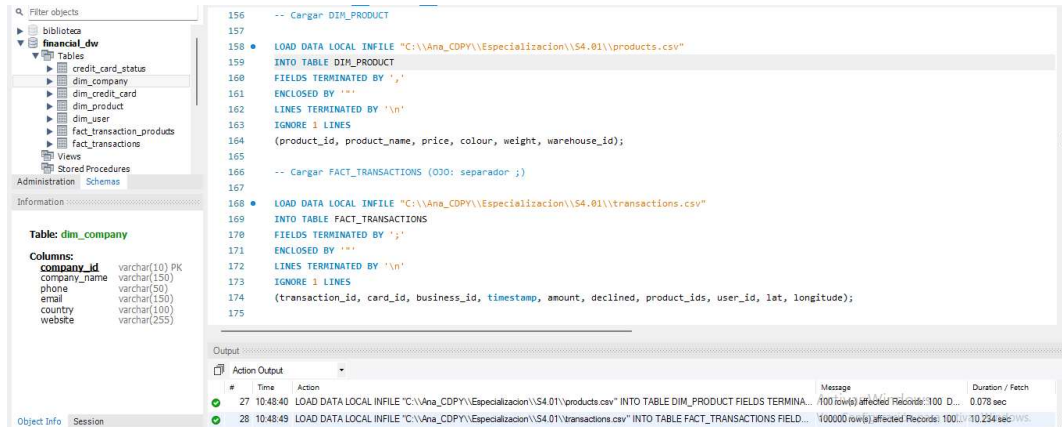 Filter objects
biblioteca
financial_dw
Tables
credit_card_status
dim_company
dim_credit_card
dim_product
dim_user
fact_transaction_products
fact_transactions
Views
Stored Procedures
Administration Schemas
Information
Table: dim_company
Columns:
company_id varchar(10) PK
company_name varchar(150)
phone varchar(50)
email varchar(150)
country varchar(100)
website varchar(255)
Object Info Session
156 -- Cargar DIM_PRODUCT
157
158 LOAD DATA LOCAL INFILE "C:\\Ana_CDPY\\Especializacion\\S4.01\\products.csv"
159 INTO TABLE DIM_PRODUCT
160 FIELDS TERMINATED BY ','
161 ENCLOSED BY '"'
162 LINES TERMINATED BY '\n'
163 IGNORE 1 LINES
164 (product_id, product_name, price, colour, weight, warehouse_id);
165
166 -- Cargar FACT_TRANSACTIONS (OJO: separador ;)
167
168 LOAD DATA LOCAL INFILE "C:\\Ana_CDPY\\Especializacion\\S4.01\\transactions.csv"
169 INTO TABLE FACT_TRANSACTIONS
170 FIELDS TERMINATED BY ';'
171 ENCLOSED BY '"'
172 LINES TERMINATED BY '\n'
173 IGNORE 1 LINES
174 (transaction_id, card_id, business_id, timestamp, amount, declined, product_ids, user_id, lat, longitude);
175
Output
Action Output
# Time Action Message Duration / Fetch
27 10:48:40 LOAD DATA LOCAL INFILE "C:\\Ana_CDPY\\Especializacion\\S4.01\\products.csv" INTO TABLE DIM_PRODUCT FIELDS TERMINA... 100 row(s) affected Records: 100 D... 0.078 sec
28 10:48:49 LOAD DATA LOCAL INFILE "C:\\Ana_CDPY\\Especializacion\\S4.01\\transactions.csv" INTO TABLE FACT_TRANSACTIONS FIELD... 100000 row(s) affected Records: 100... 10.234 sec